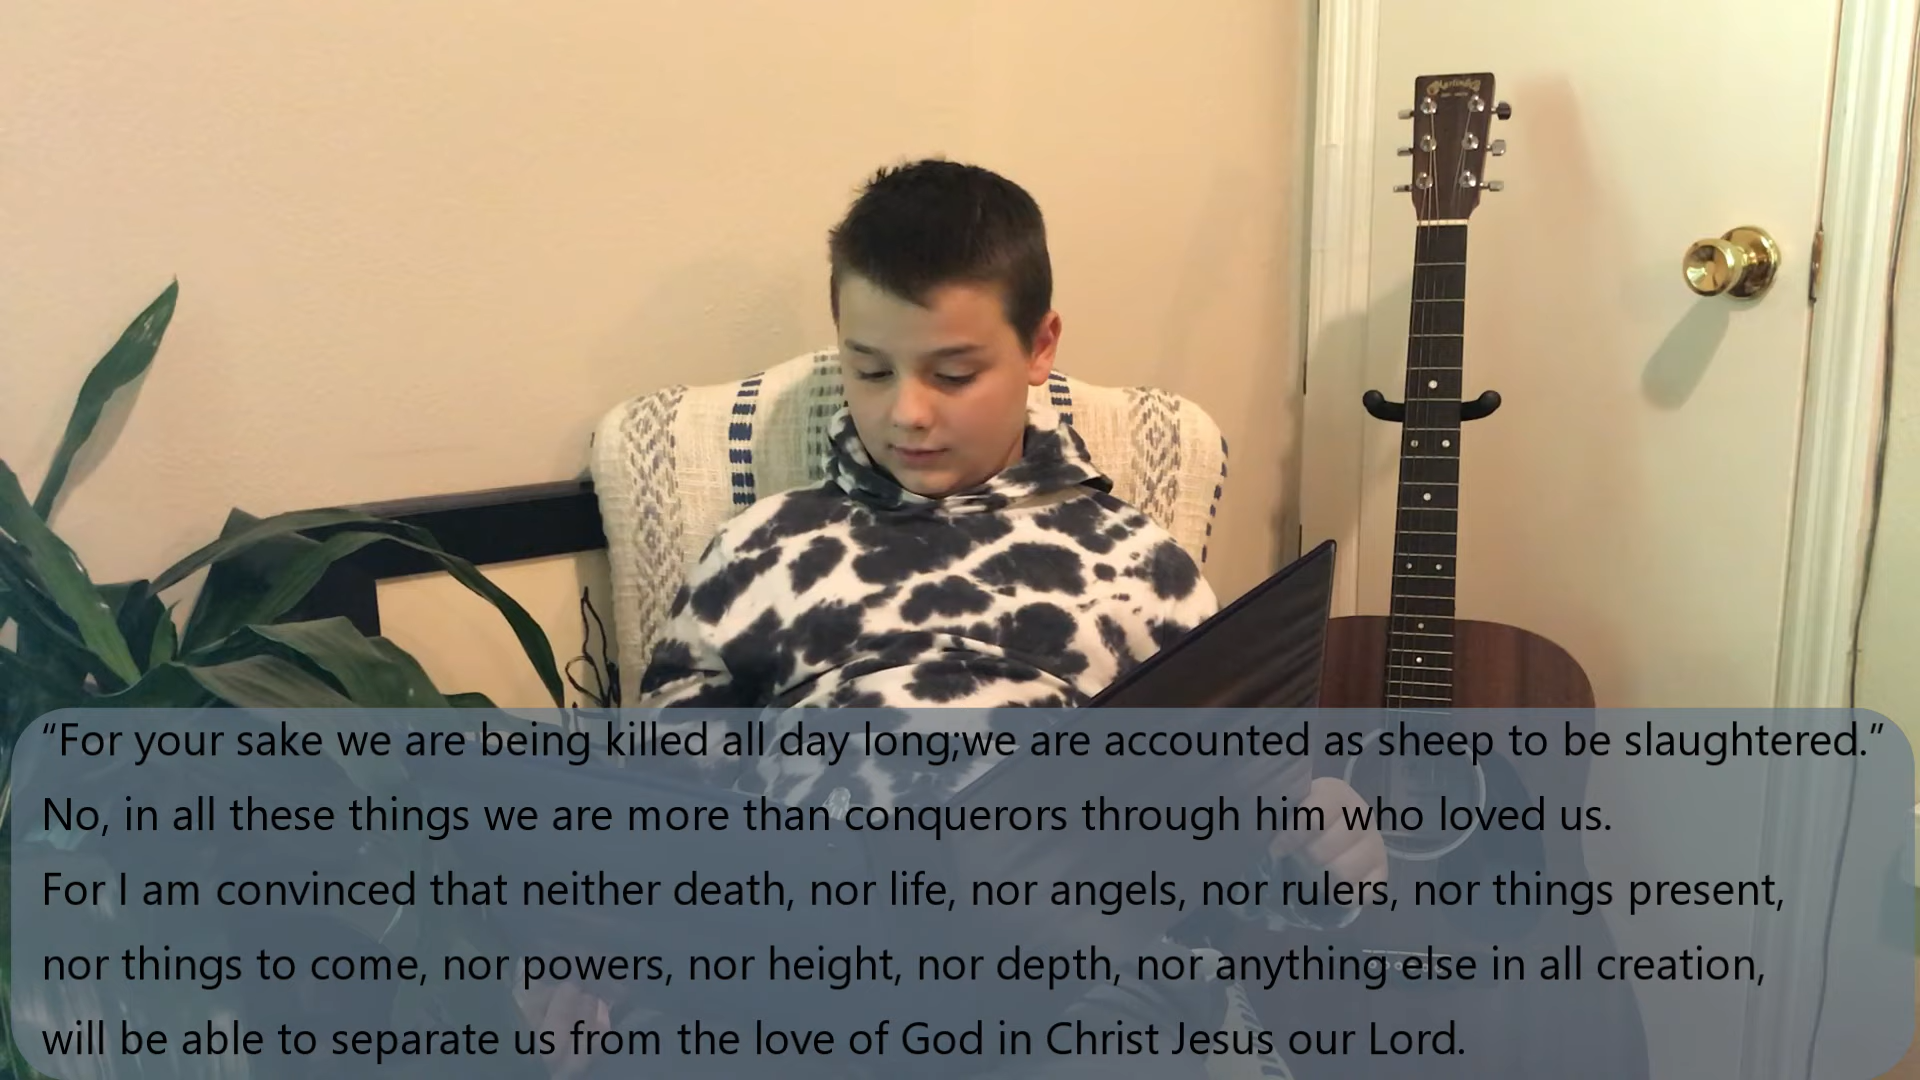 “For your sake we are being killed all day long;we are accounted as sheep to be slaughtered.”
No, in all these things we are more than conquerors through him who loved us.
For I am convinced that neither death, nor life, nor angels, nor rulers, nor things present,
nor things to come, nor powers, nor height, nor depth, nor anything else in all creation,
will be able to separate us from the love of God in Christ Jesus our Lord.